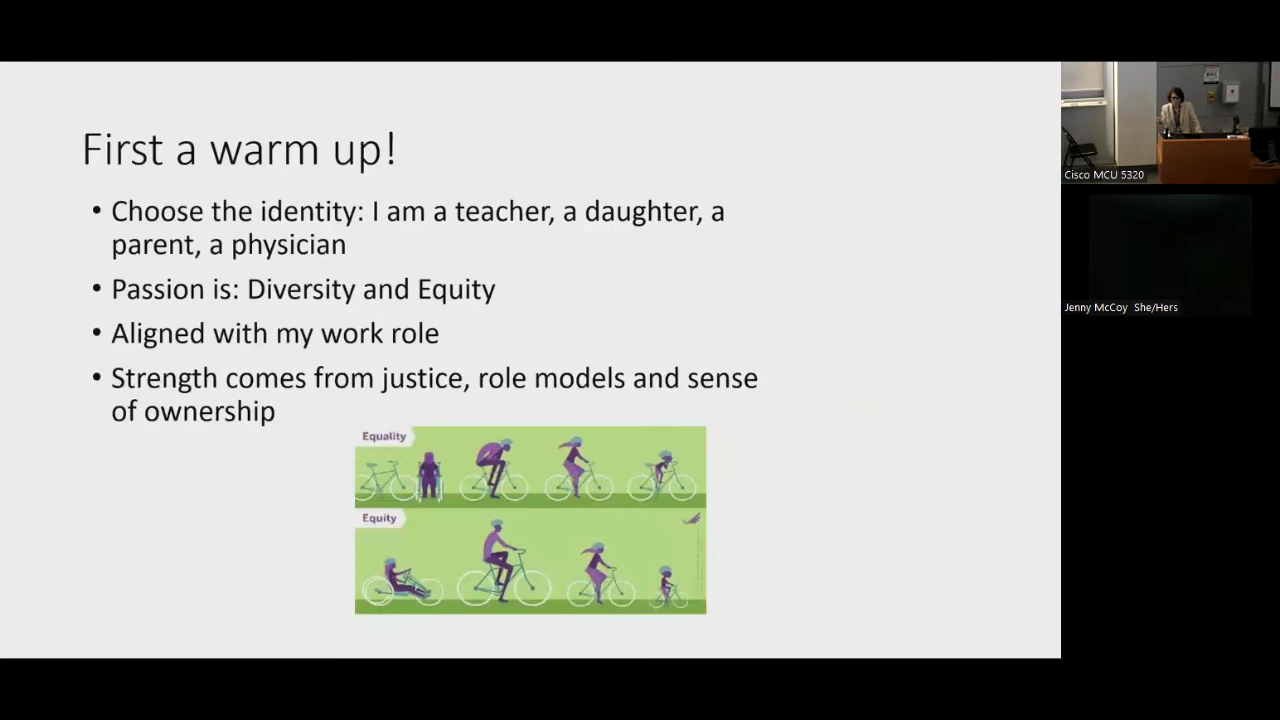 First a warm up!
• Choose the identity: I am a teacher, a daughter, a
parent, a physician
• Passion is: Diversity and Equity
• Aligned with my work role
• Strength comes from justice, role models and sense
of ownership
Equality
Equity
Cisco MCU 5320
Jenny McCoy She/Hers